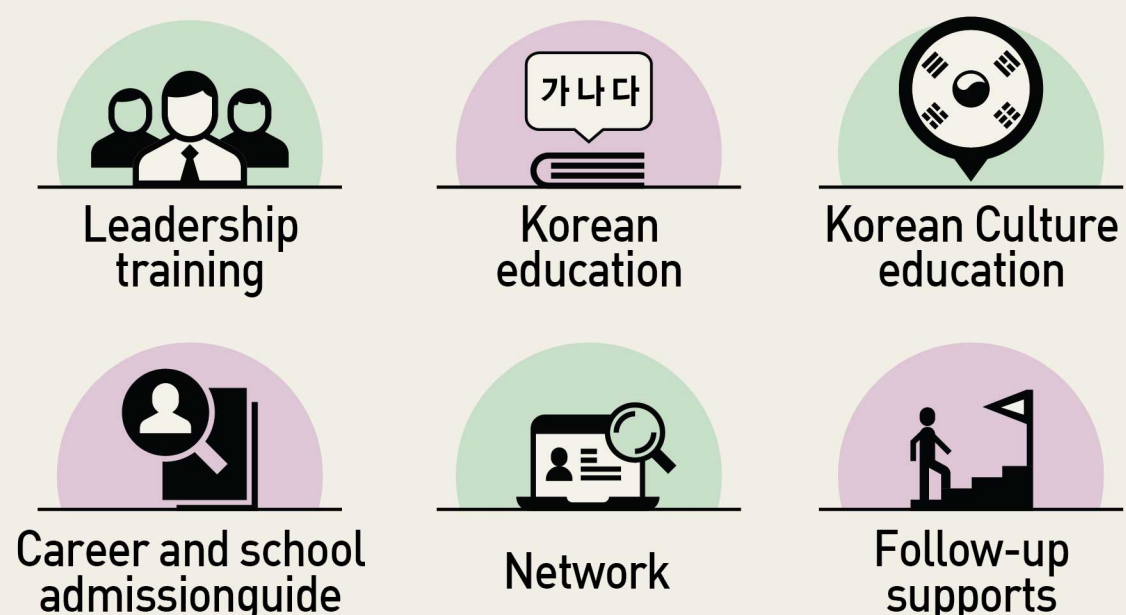 Leadership
training
가나다
Korean
education
Korean Culture
education
Career and school
admissionguide
Network
Follow-up
supports